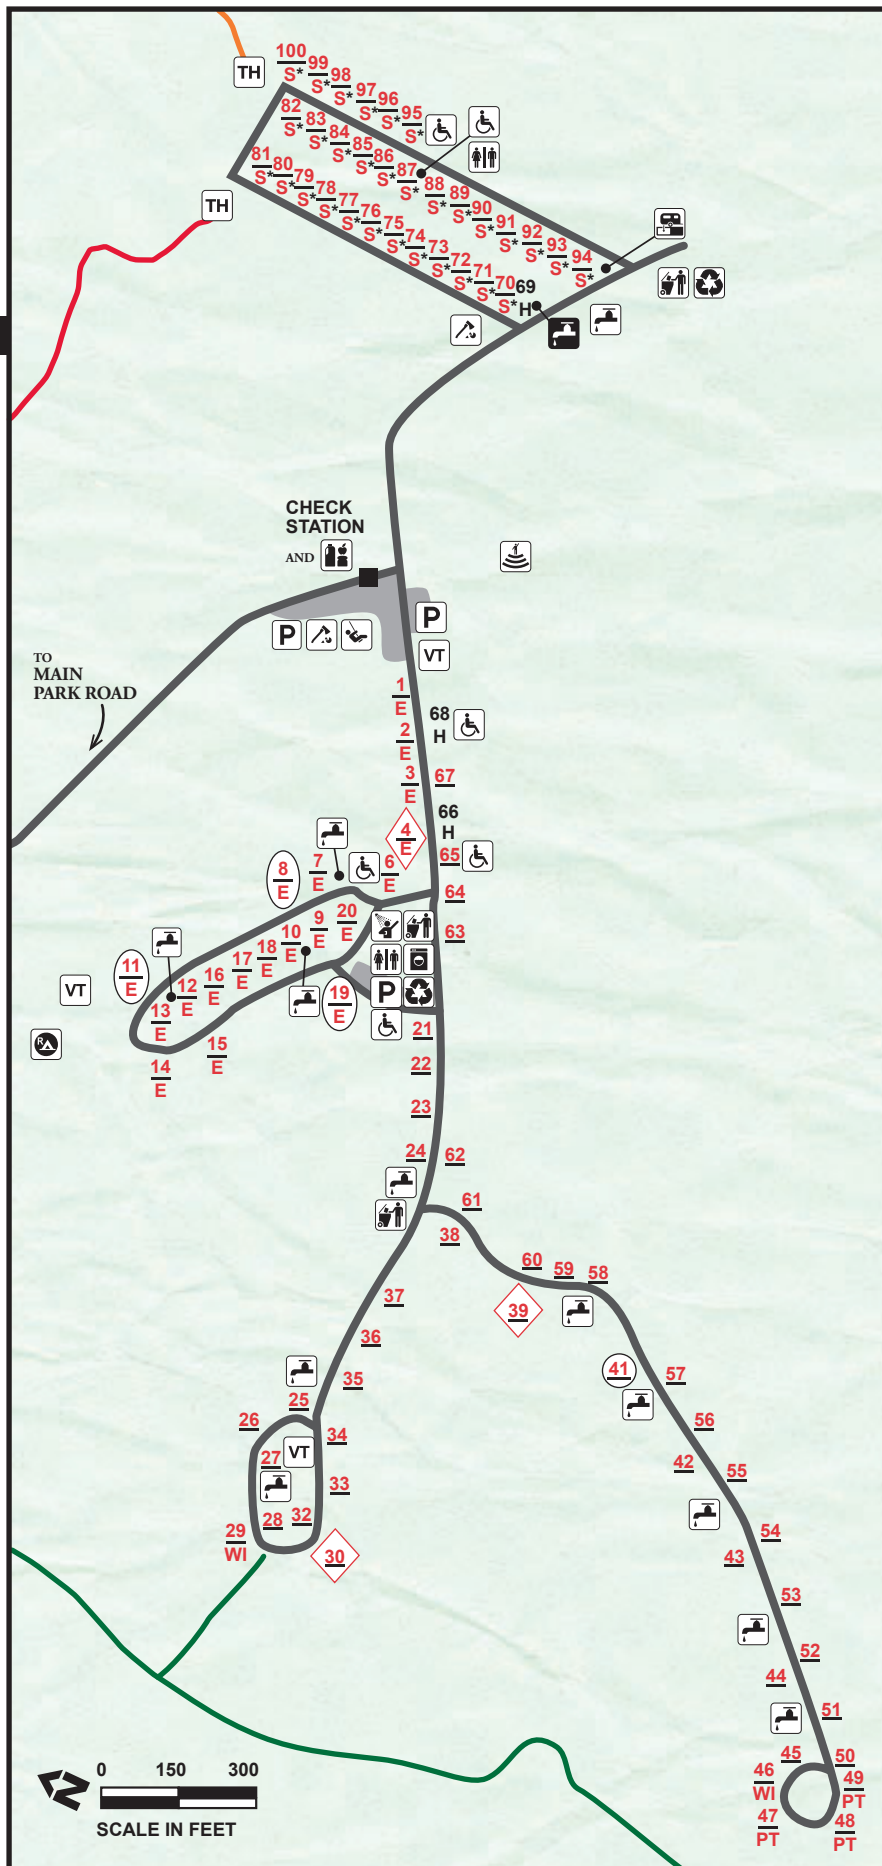 TH
100
S*
99
S*
98
S*
97
S*
96
S*
95
S*
82
S*
83
S*
84
S*
85
S*
86
S*
87
S*
88
S*
89
S*
90
S*
91
S*
92
S*
93
S*
94
S*
81
S*
80
S*
79
S*
78
S*
77
S*
76
S*
75
S*
74
S*
73
S*
72
S*
71
S*
70
S*
69
H
TH
CHECK
STATION
AND
P
P
VT
TO
MAIN
PARK ROAD
1
E
68
H
2
E
3
E
67
66
H
4
E
65
6
E
7
E
8
E
64
20
E
9
E
10
E
63
18
E
17
E
16
E
11
E
12
E
13
E
VT
R
P
19
E
21
15
E
14
E
22
23
24
62
61
38
60
59
58
37
39
36
41
57
35
25
26
56
34
27
VT
42
55
33
28
32
29
WI
54
30
43
53
52
44
51
45
50
46
WI
49
PT
47
PT
48
PT
N
0 150 300
SCALE IN FEET